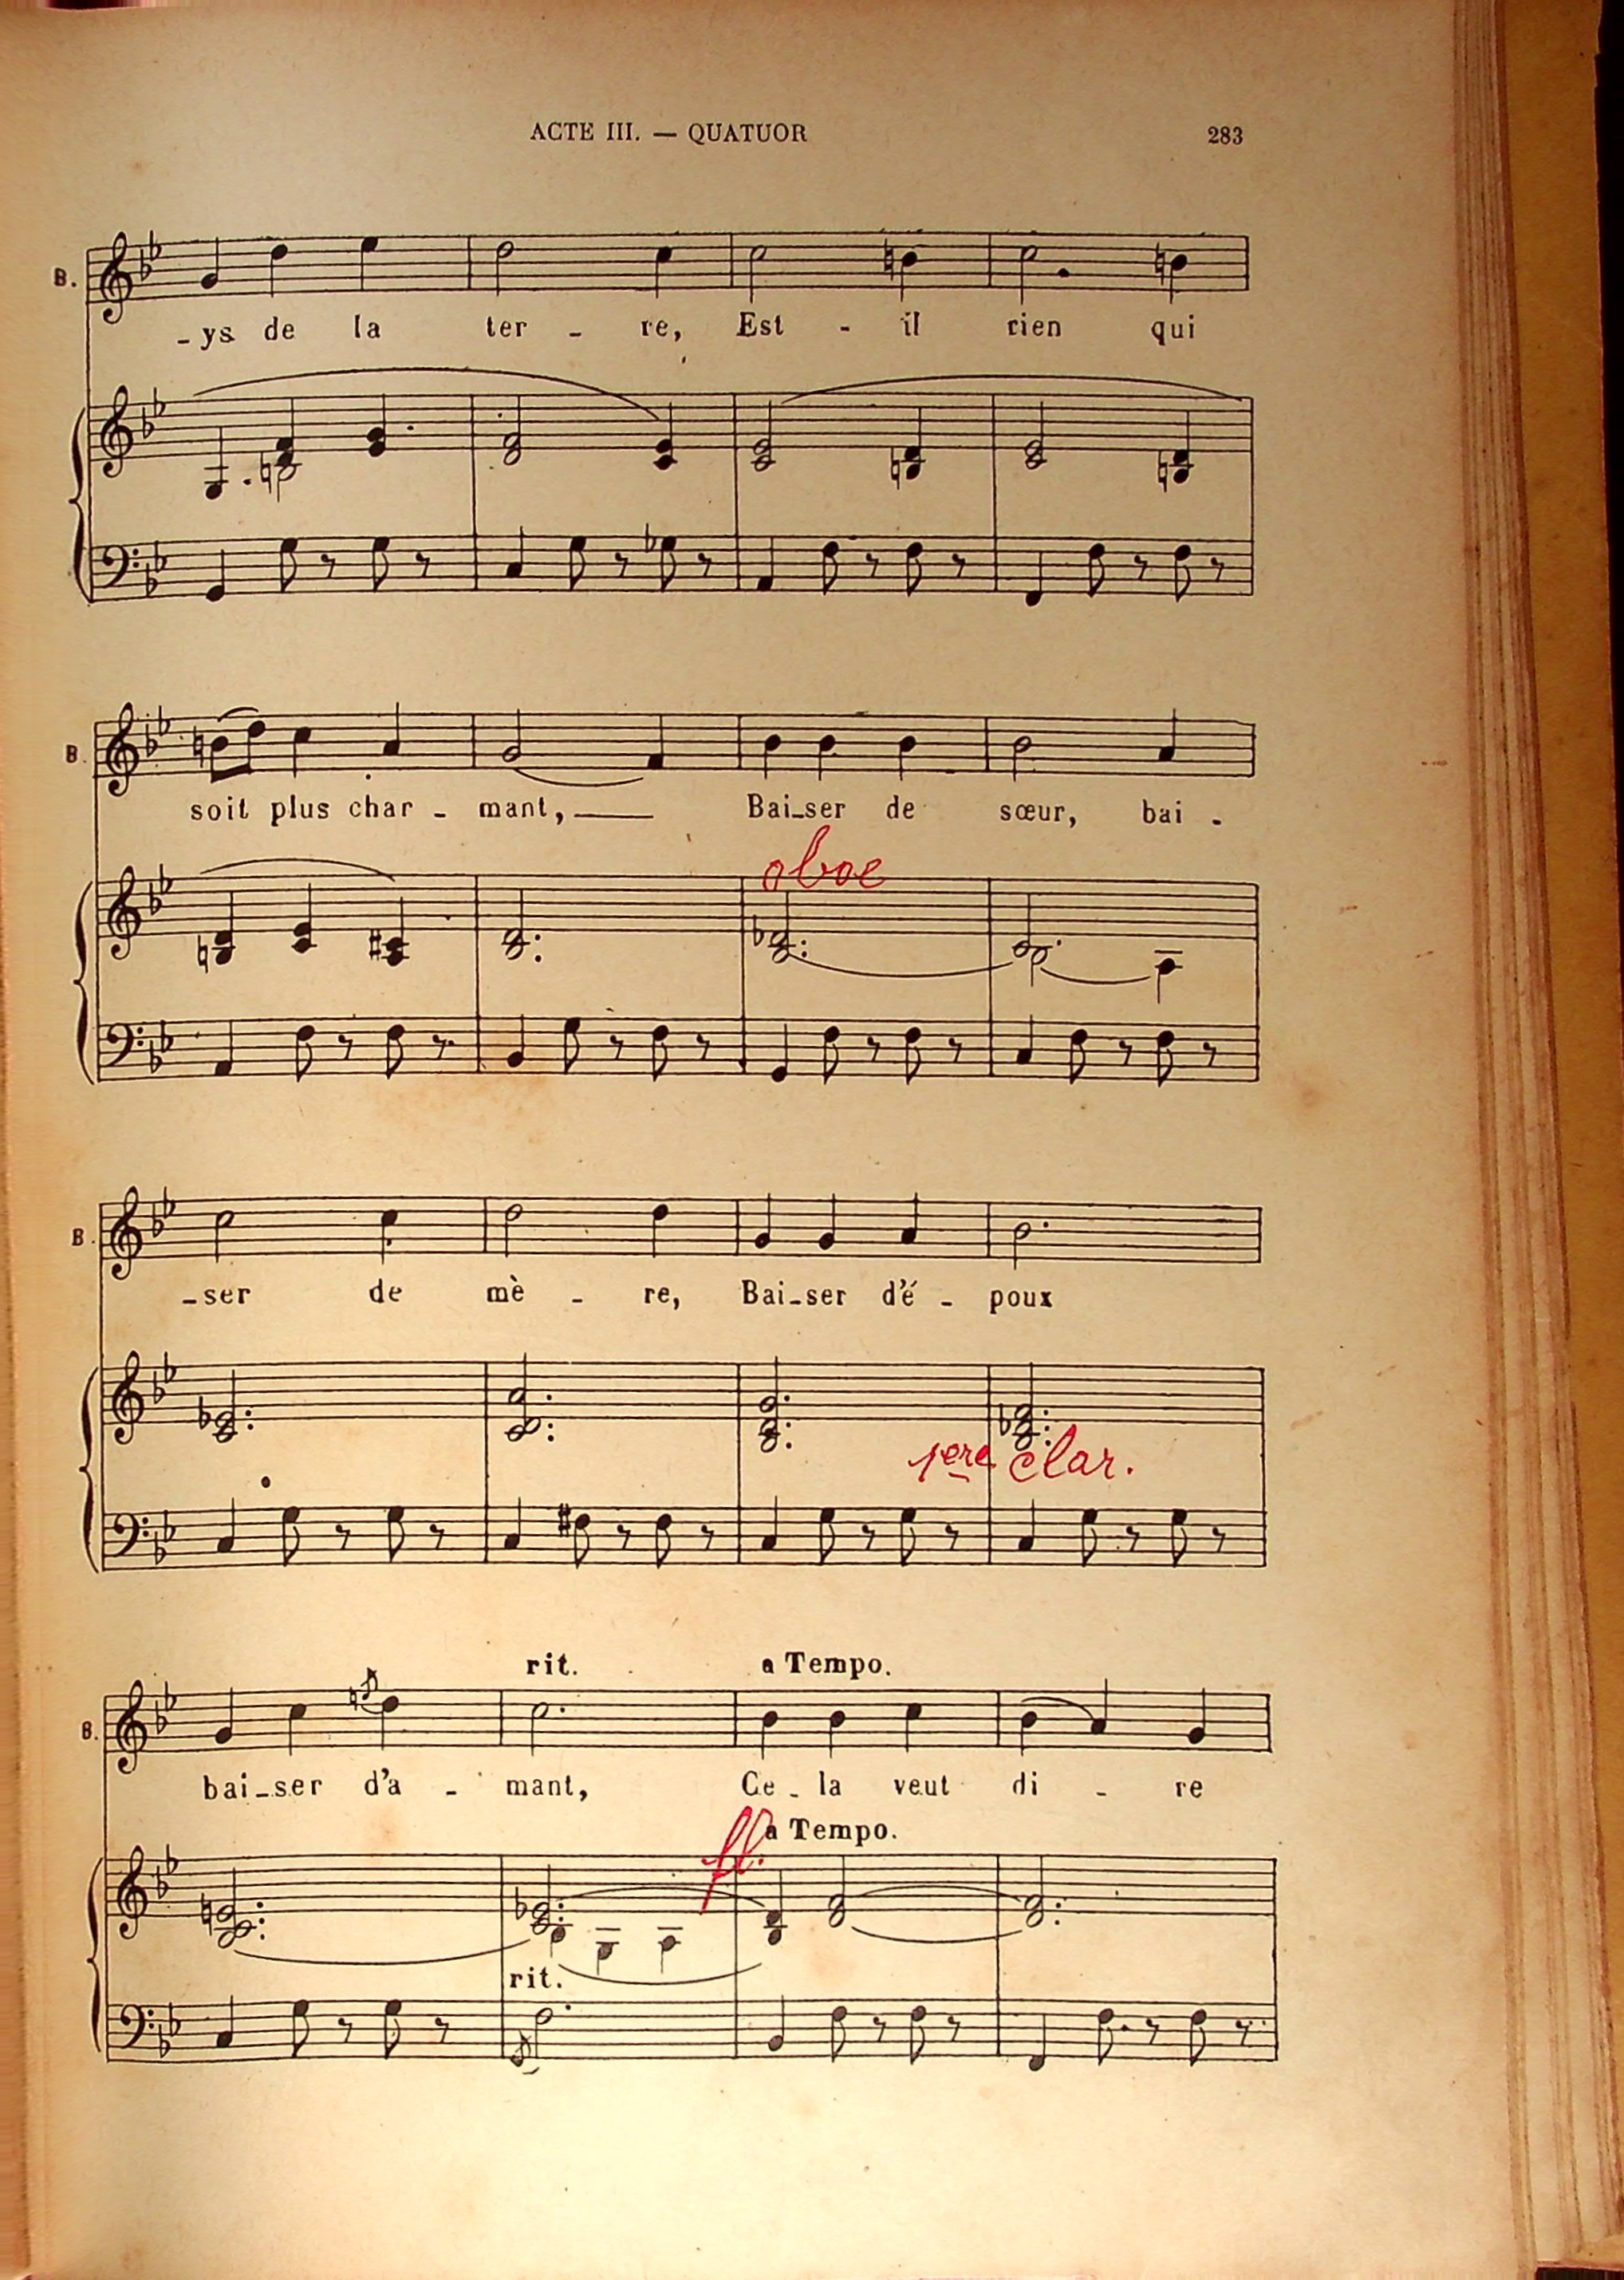 ACTE III. — QUATUOR 283
B.
-ys de la ter - re, Est - il rien qui
B.
soit plus char - mant, Bai-ser de sœur, bai -
oboe
B.
-ser de mè - re, Bai-ser d'é - poux
1ere clar.
rit. a Tempo.
B.
bai-ser d'a - mant, Ce - la veut di - re
fl. a Tempo.
rit.